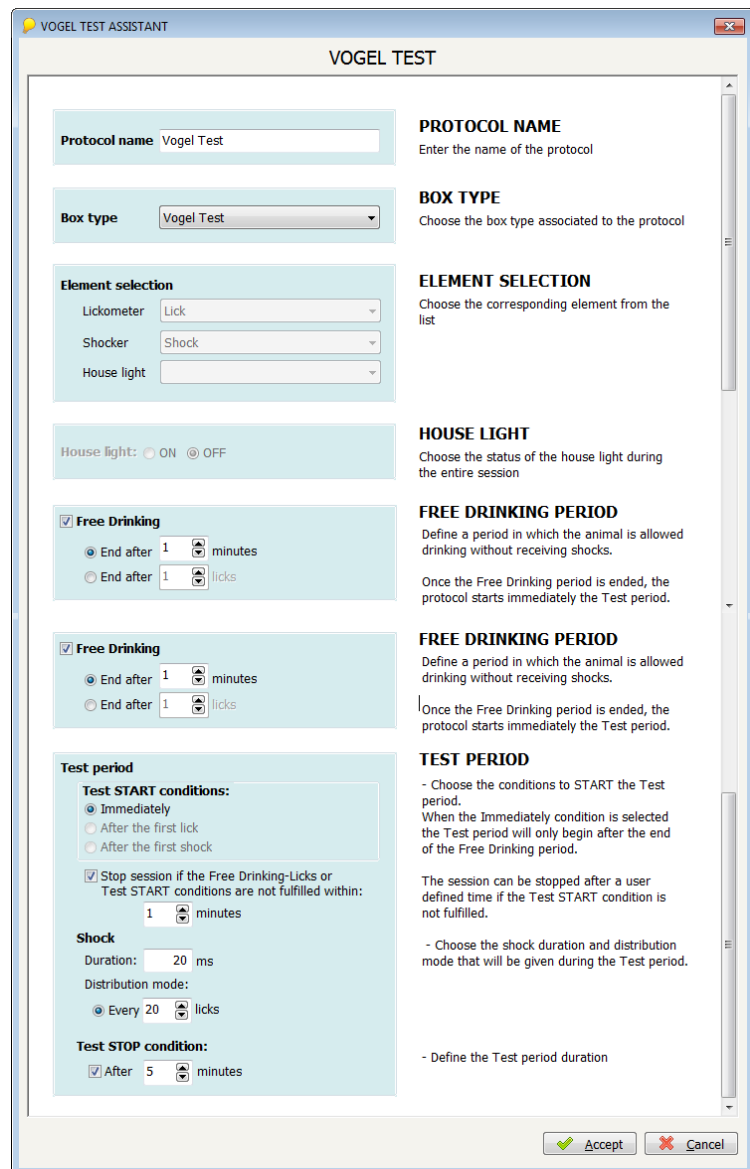 VOGEL TEST ASSISTANT
VOGEL TEST
Protocol name Vogel Test
PROTOCOL NAME
Enter the name of the protocol
Box type Vogel Test
BOX TYPE
Choose the box type associated to the protocol
Element selection
Lickometer Lick
Shocker Shock
House light
ELEMENT SELECTION
Choose the corresponding element from the
list
House light: ON OFF
HOUSE LIGHT
Choose the status of the house light during
the entire session
Free Drinking
End after 1 minutes
End after 1 licks
FREE DRINKING PERIOD
Define a period in which the animal is allowed
drinking without receiving shocks.
Once the Free Drinking period is ended, the
protocol starts immediately the Test period.
Free Drinking
End after 1 minutes
End after 1 licks
FREE DRINKING PERIOD
Define a period in which the animal is allowed
drinking without receiving shocks.
Once the Free Drinking period is ended, the
protocol starts immediately the Test period.
Test period
Test START conditions:
Immediately
After the first lick
After the first shock
Stop session if the Free Drinking-Licks or
Test START conditions are not fulfilled within:
1 minutes
Shock
Duration: 20 ms
Distribution mode:
Every 20 licks
Test STOP condition:
After 5 minutes
TEST PERIOD
- Choose the conditions to START the Test
period.
When the Immediately condition is selected
the Test period will only begin after the end
of the Free Drinking period.
The session can be stopped after a user
defined time if the Test START condition is
not fulfilled.
- Choose the shock duration and distribution
mode that will be given during the Test period.
- Define the Test period duration
Accept
Cancel